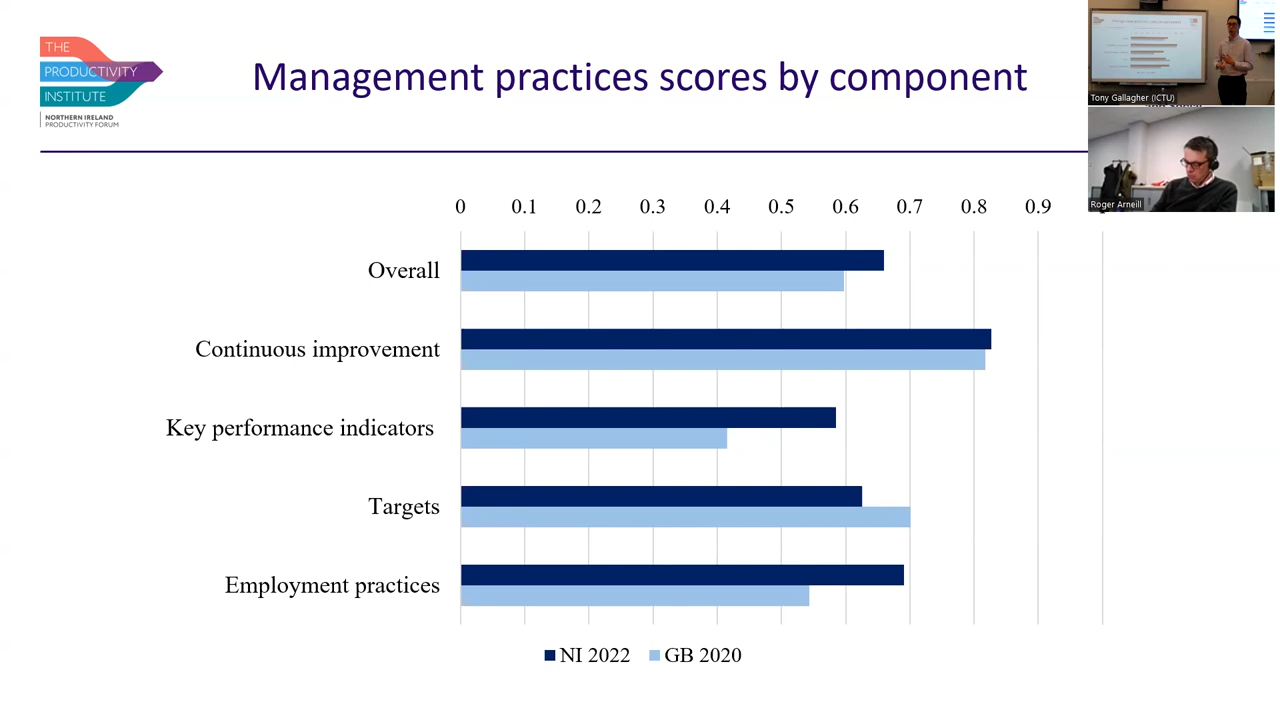 THE
PRODUCTIVITY
INSTITUTE
NORTHERN IRELAND
PRODUCTIVITY FORUM
Management practices scores by component
Tony Gallagher (ICTU)
Roger Arneill
0 0.1 0.2 0.3 0.4 0.5 0.6 0.7 0.8 0.9
Overall
Continuous improvement
Key performance indicators
Targets
Employment practices
NI 2022 GB 2020